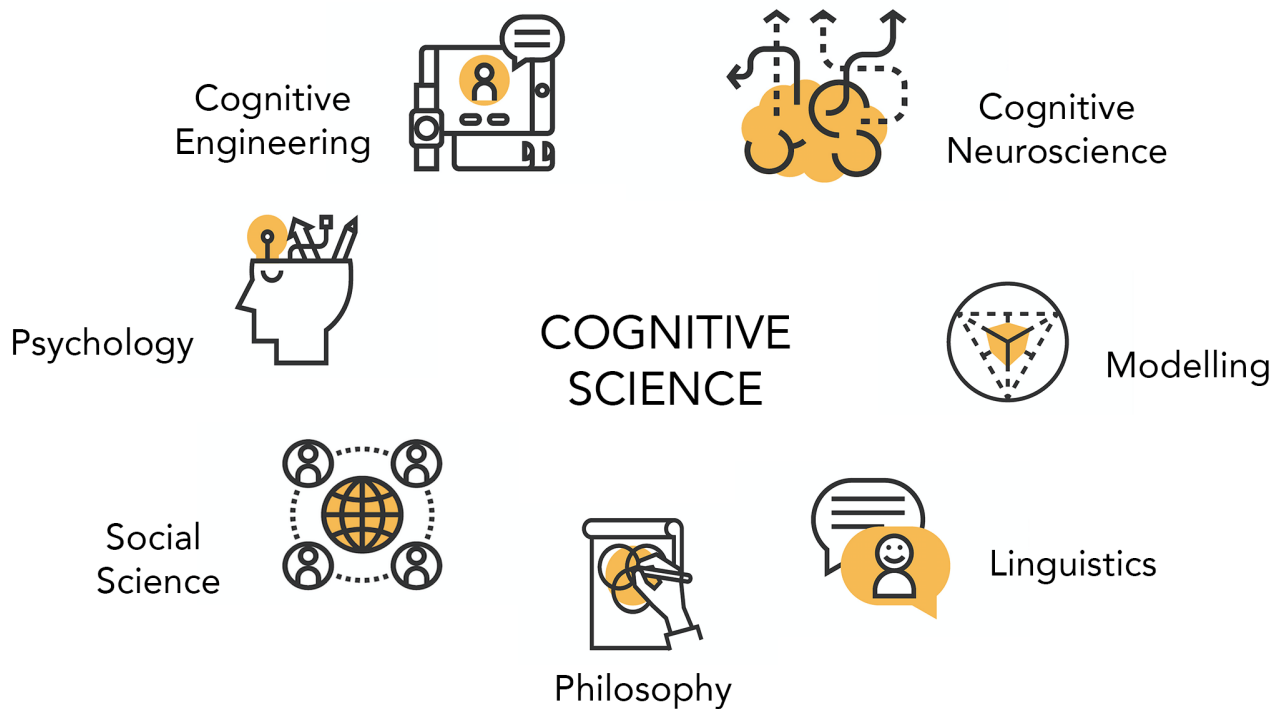 Cognitive
Engineering
Cognitive
Neuroscience
Psychology
COGNITIVE
SCIENCE
Modelling
Social
Science
Linguistics
Philosophy